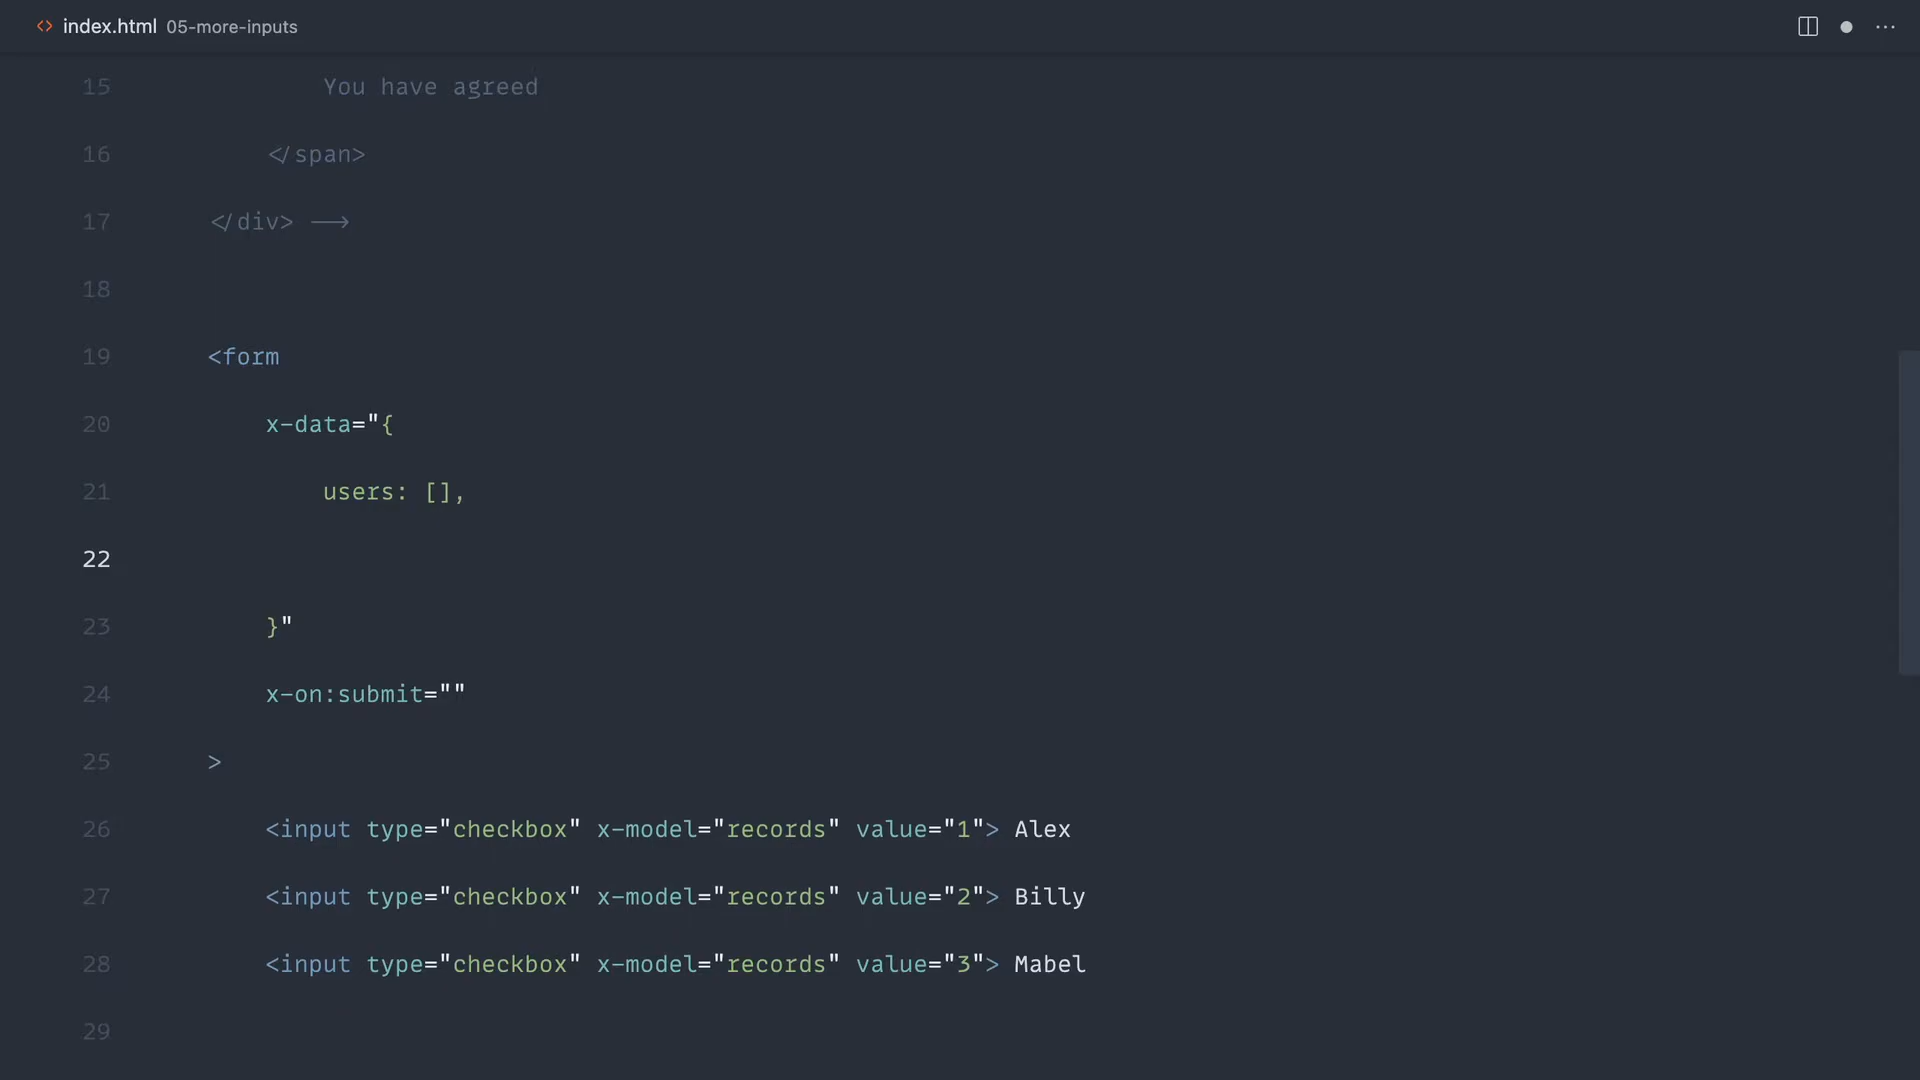 index.html 05-more-inputs
15 You have agreed
16 </span>
17 </div> -->
18
19 <form
20 x-data="{
21 users: [],
22
23 }"
24 x-on:submit=""
25 >
26 <input type="checkbox" x-model="records" value="1"> Alex
27 <input type="checkbox" x-model="records" value="2"> Billy
28 <input type="checkbox" x-model="records" value="3"> Mabel
29